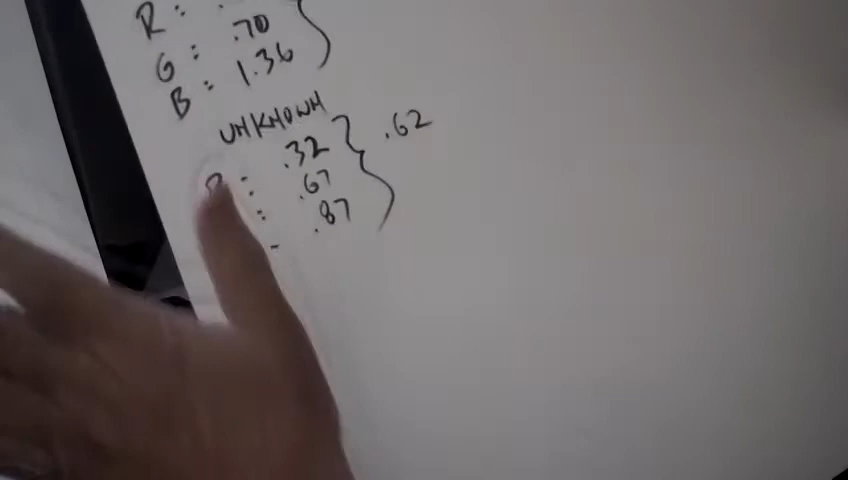 R: .
G: .70
B: 1.36
UNKNOWN
: .32 } .62
: .67
.87